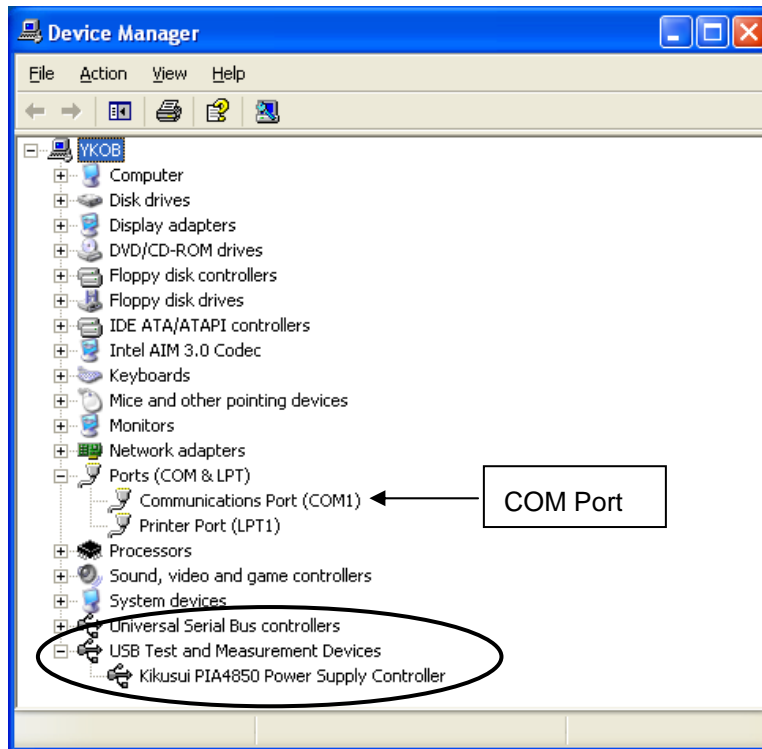 Device Manager
File Action View Help
YKOB
Computer
Disk drives
Display adapters
DVD/CD-ROM drives
Floppy disk controllers
Floppy disk drives
IDE ATA/ATAPI controllers
Intel AIM 3.0 Codec
Keyboards
Mice and other pointing devices
Monitors
Network adapters
Ports (COM & LPT)
Communications Port (COM1)
COM Port
Printer Port (LPT1)
Processors
Sound, video and game controllers
System devices
Universal Serial Bus controllers
USB Test and Measurement Devices
Kikusui PIA4850 Power Supply Controller